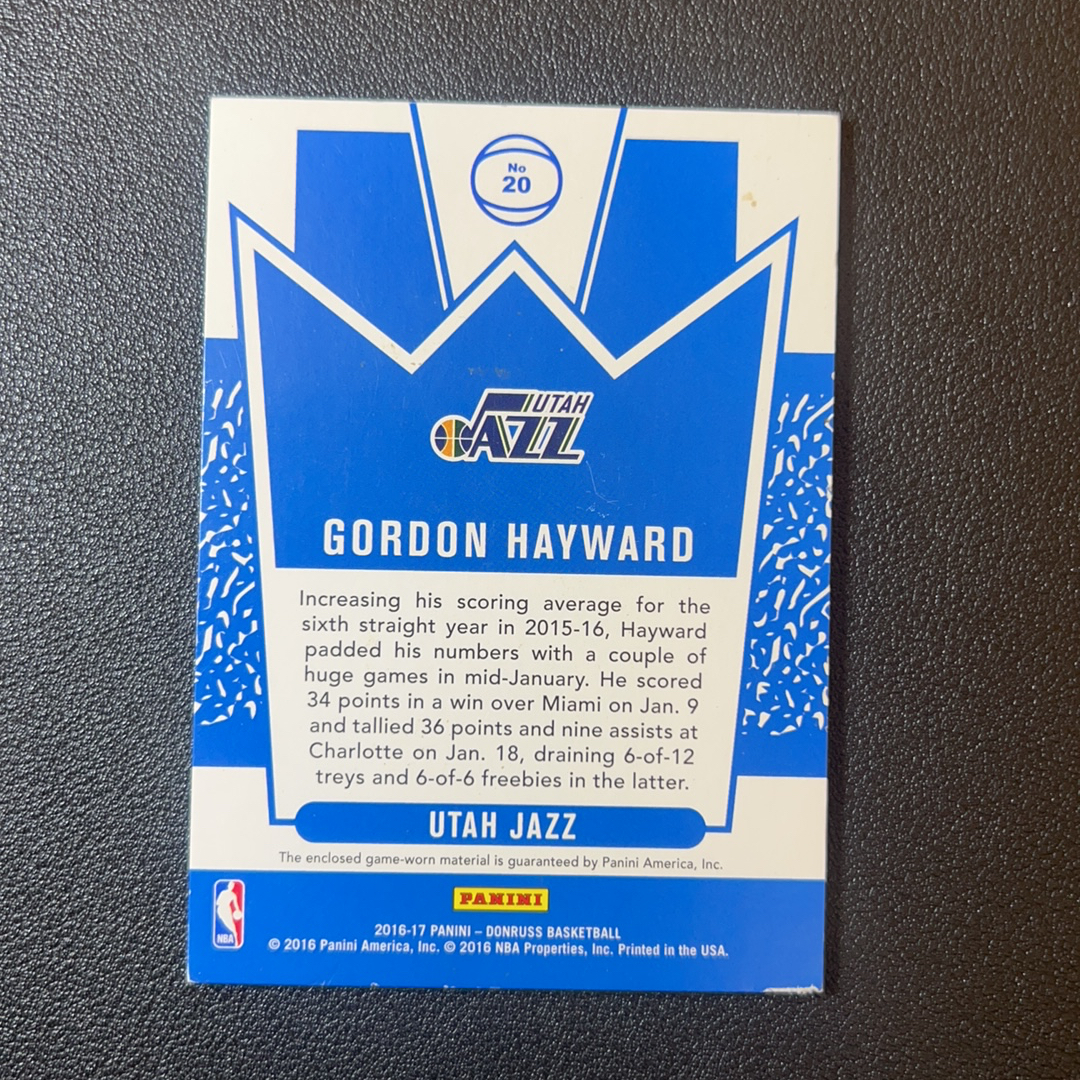 No
20
UTAH
JAZZ
GORDON HAYWARD
Increasing his scoring average for the
sixth straight year in 2015-16, Hayward
padded his numbers with a couple of
huge games in mid-January. He scored
34 points in a win over Miami on Jan. 9
and tallied 36 points and nine assists at
Charlotte on Jan. 18, draining 6-of-12
treys and 6-of-6 freebies in the latter.
UTAH JAZZ
The enclosed game-worn material is guaranteed by Panini America, Inc.
PANINI
NBA
2016-17 PANINI – DONRUSS BASKETBALL
© 2016 Panini America, Inc. © 2016 NBA Properties, Inc. Printed in the USA.